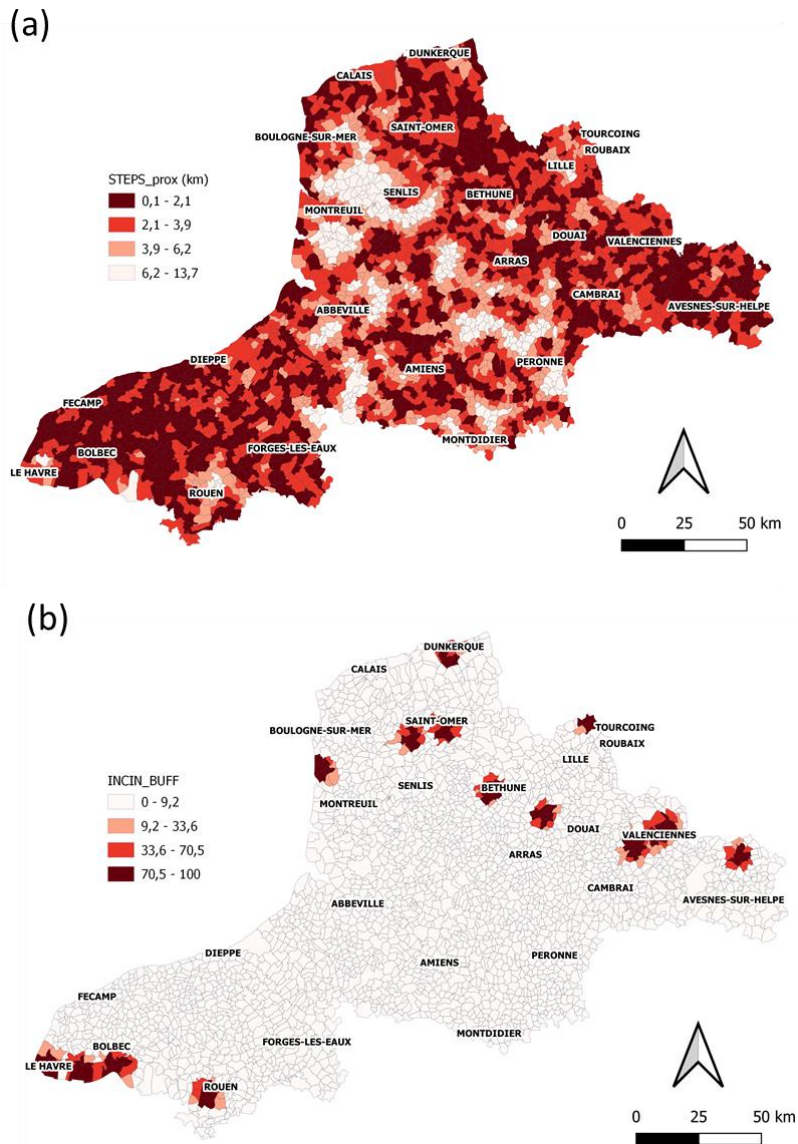 (a)
DUNKERQUE
CALAIS
SAINT-OMER
BOULOGNE-SUR-MER
TOURCOING
ROUBAIX
LILLE
STEPS_prox (km)
0,1 - 2,1
2,1 - 3,9
3,9 - 6,2
6,2 - 13,7
SENLIS
BETHUNE
MONTREUIL
DOUAI
VALENCIENNES
ARRAS
CAMBRAI
AVESNES-SUR-HELPE
ABBEVILLE
DIEPPE
AMIENS
PERONNE
FECAMP
MONTDIDIER
BOLBEC
FORGES-LES-EAUX
LE HAVRE
ROUEN
0 25 50 km
(b)
DUNKERQUE
CALAIS
SAINT-OMER
BOULOGNE-SUR-MER
TOURCOING
ROUBAIX
LILLE
INCIN_BUFF
0 - 9,2
9,2 - 33,6
33,6 - 70,5
70,5 - 100
SENLIS
BETHUNE
MONTREUIL
DOUAI
VALENCIENNES
ARRAS
CAMBRAI
AVESNES-SUR-HELPE
ABBEVILLE
DIEPPE
AMIENS
PERONNE
FECAMP
MONTDIDIER
BOLBEC
FORGES-LES-EAUX
LE HAVRE
ROUEN
0 25 50 km